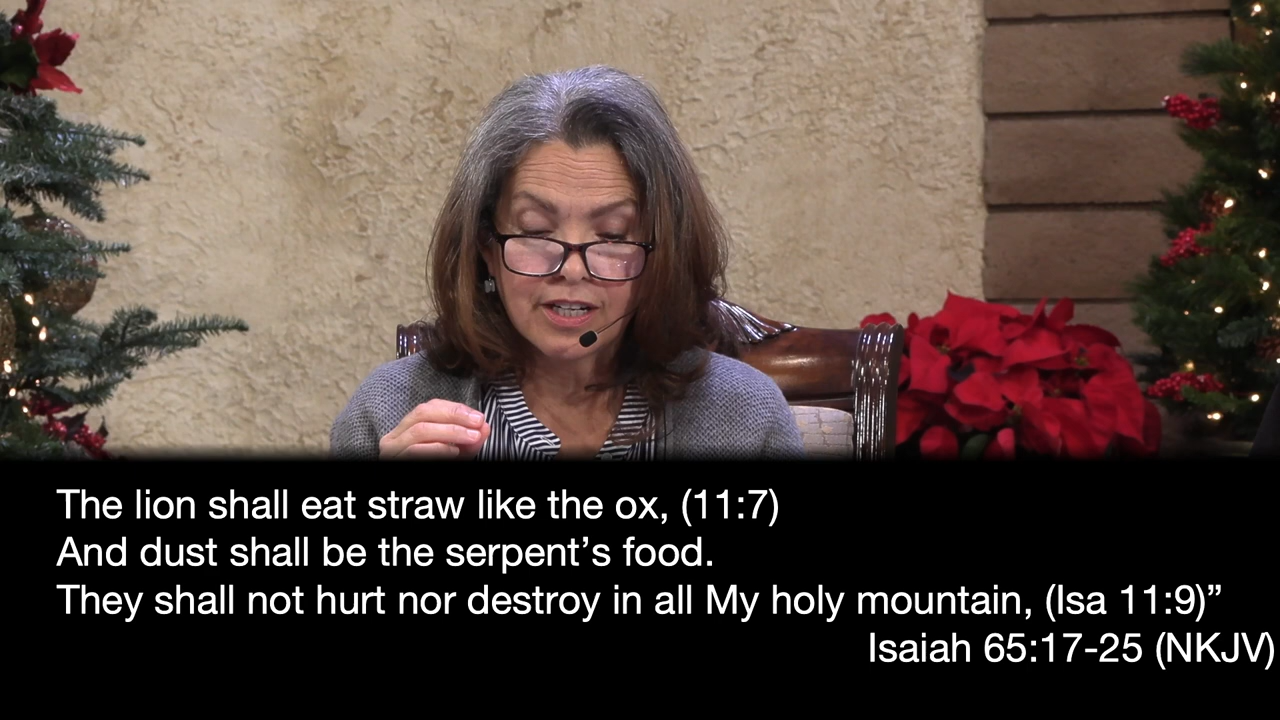 The lion shall eat straw like the ox, (11:7)
And dust shall be the serpent’s food.
They shall not hurt nor destroy in all My holy mountain, (Isa 11:9)”
Isaiah 65:17-25 (NKJV)